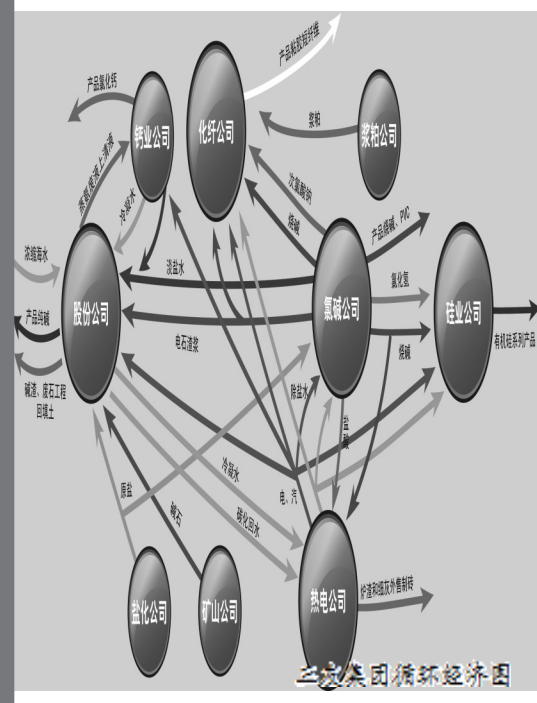 产品粘胶短纤维
产品氯化钙
钙业公司
化纤公司
浆粕
浆粕公司
蒸氨废液上清液
冷凝水
次氯酸钠
烧碱
产品烧碱、PVC
浓缩海水
淡盐水
氯化氢
股份公司
氯碱公司
硅业公司
产品纯碱
电石渣浆
烧碱
有机硅系列产品
碱渣、废石工程
回填土
除盐水
盐酸
冷凝水
电、汽
原盐
碱石
碳化回水
盐化公司
矿山公司
热电公司
炉渣和细灰外售制砖
三友集团循环经济图